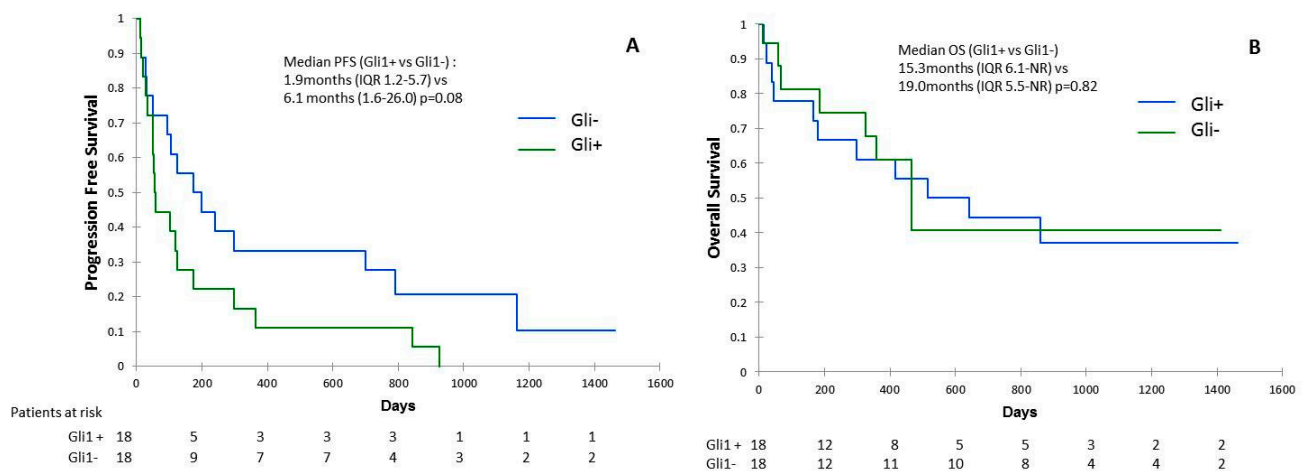 A
Median PFS (Gli1+ vs Gli1-) :
1.9months (IQR 1.2-5.7) vs
6.1 months (1.6-26.0) p=0.08
Gli-
Gli+
Progression Free Survival
1
0.9
0.8
0.7
0.6
0.5
0.4
0.3
0.2
0.1
0
0 200 400 600 800 1000 1200 1400 1600
Days
Patients at risk
Gli1 + 18 5 3 3 3 1 1 1
Gli1- 18 9 7 7 4 3 2 2
B
Median OS (Gli1+ vs Gli1-)
15.3months (IQR 6.1-NR) vs
19.0months (IQR 5.5-NR) p=0.82
Gli+
Gli-
Overall Survival
1
0.9
0.8
0.7
0.6
0.5
0.4
0.3
0.2
0.1
0
0 200 400 600 800 1000 1200 1400 1600
Days
Gli1 + 18 12 8 5 5 3 2 2
Gli1- 18 12 11 10 8 4 4 2